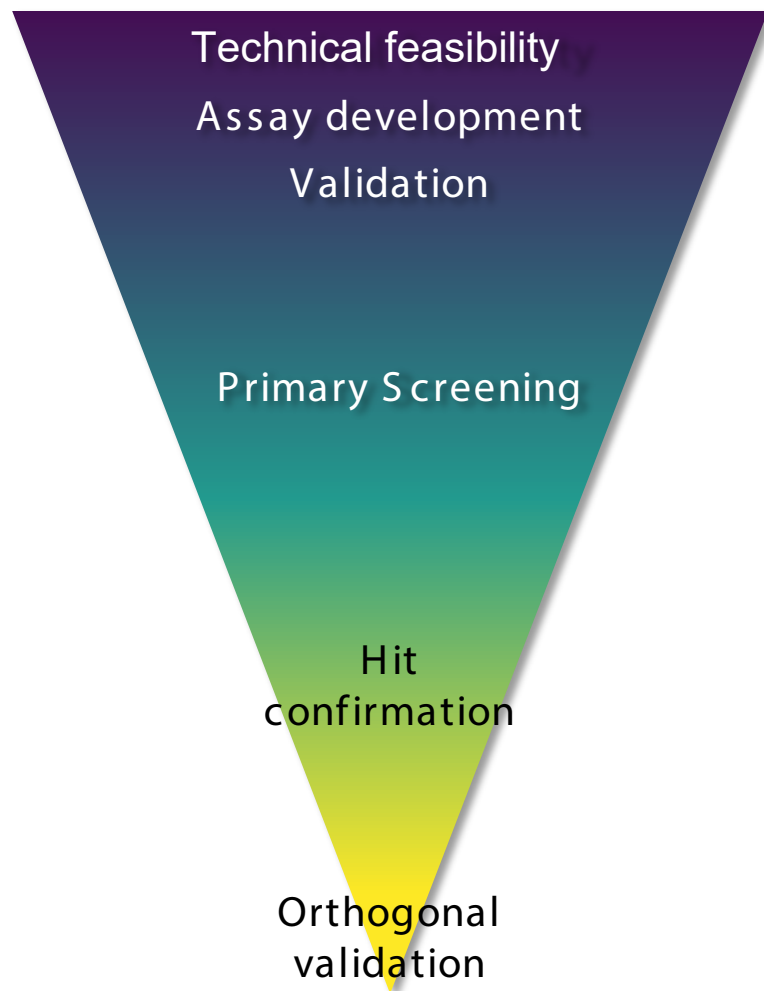 Technical feasibility
Assay development
Validation
Primary Screening
Hit
confirmation
Orthogonal
validation